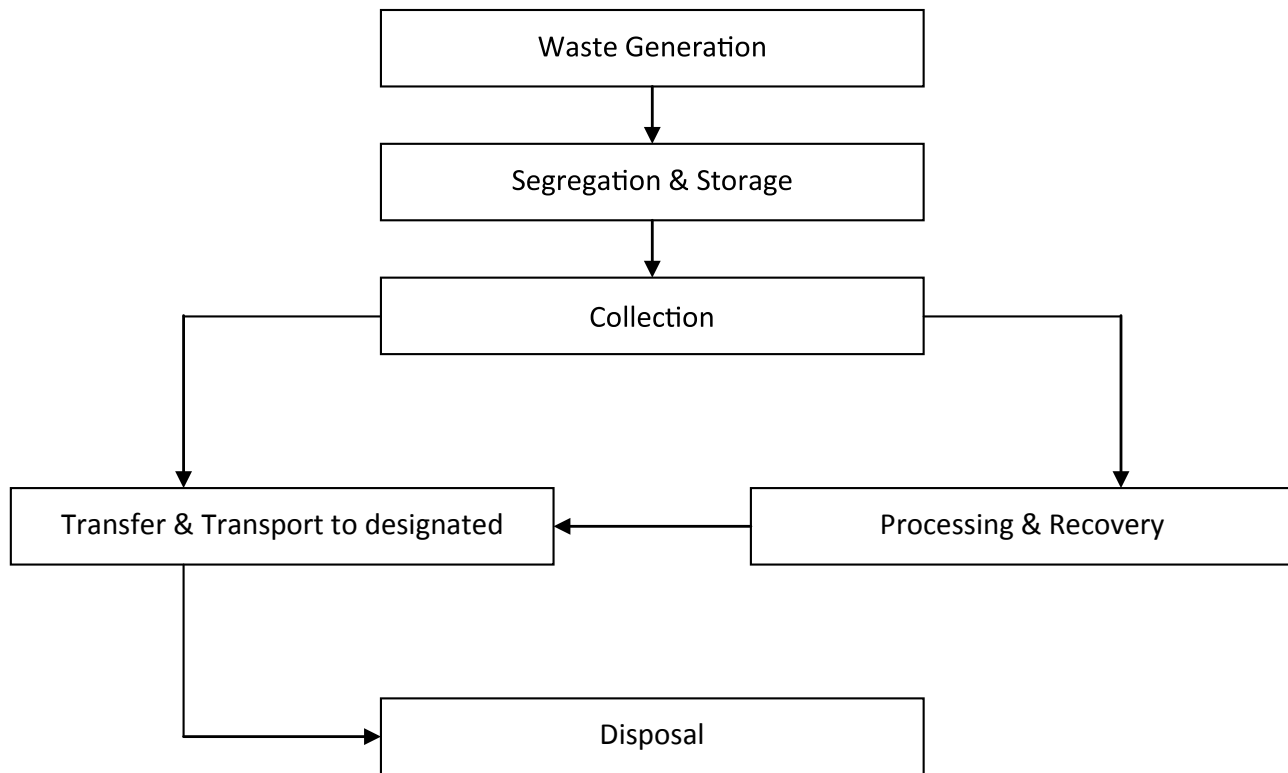 Waste Generation
Segregation & Storage
Collection
Transfer & Transport to designated
Processing & Recovery
Disposal